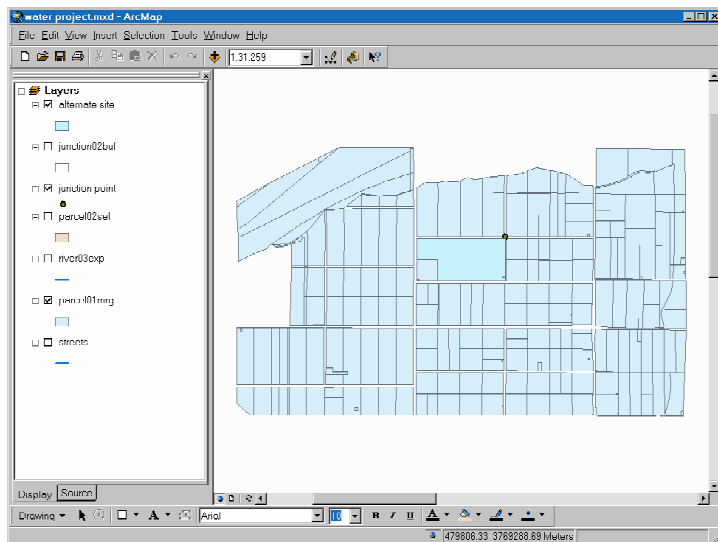 water project.mxd - ArcMap
File Edit View Insert Selection Tools Window Help
1:31,259
Layers
alternate site
junction02buf
junction point
parcel02sel
river03exp
parcel01mrg
streets
Display Source
Drawing A Arial 10 B I U A
479806.33 3769288.69 Meters